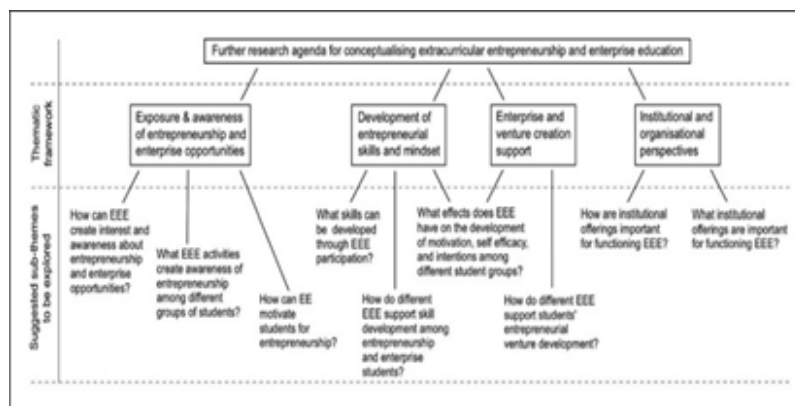 Further research agenda for conceptualising extracurricular entrepreneurship and enterprise education
Thematic
framework
Exposure & awareness
of entrepreneurship and
enterprise opportunities
Development of
entrepreneurial
skills and mindset
Enterprise and
venture creation
support
Institutional and
organisational
perspectives
Suggested sub-themes
to be explored
How can EEE
create interest and
awareness about
entrepreneurship
and enterprise
opportunities?
What EEE activities
create awareness of
entrepreneurship
among different
groups of students?
How can EE
motivate
students for
entrepreneurship?
What skills can
be developed
through EEE
participation?
How do different
EEE support skill
development among
entrepreneurship
and enterprise
students?
What effects does EEE
have on the development
of motivation, self efficacy,
and intentions among
different student groups?
How do different EEE
support students'
entrepreneurial
venture development?
How are institutional
offerings important
for functioning EEE?
What institutional
offerings are important
for functioning EEE?